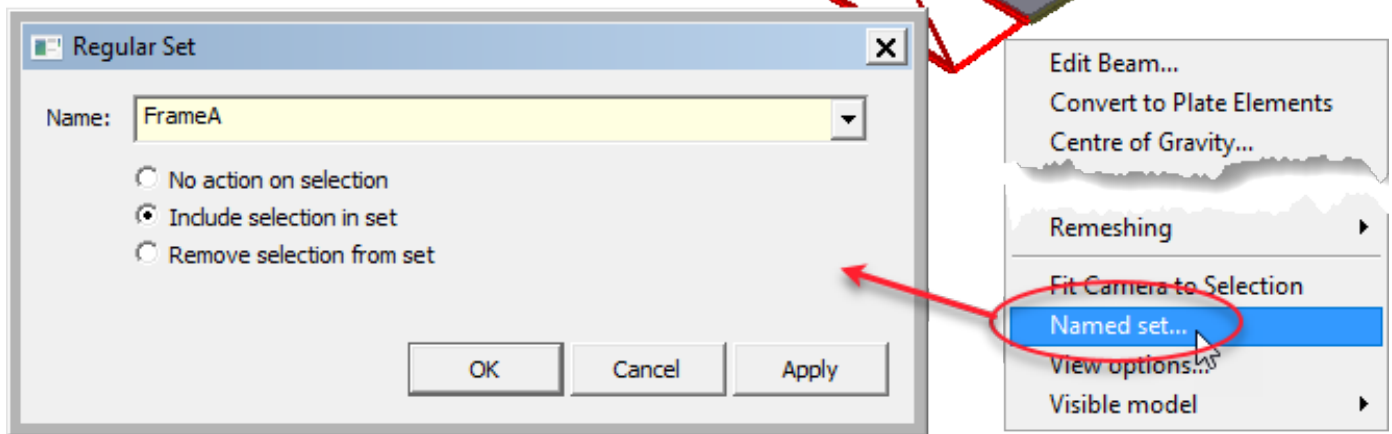 Regular Set
Name: FrameA
No action on selection
Include selection in set
Remove selection from set
OK Cancel Apply
Edit Beam...
Convert to Plate Elements
Centre of Gravity...
Remeshing
Fit Camera to Selection
Named set...
View options...
Visible model